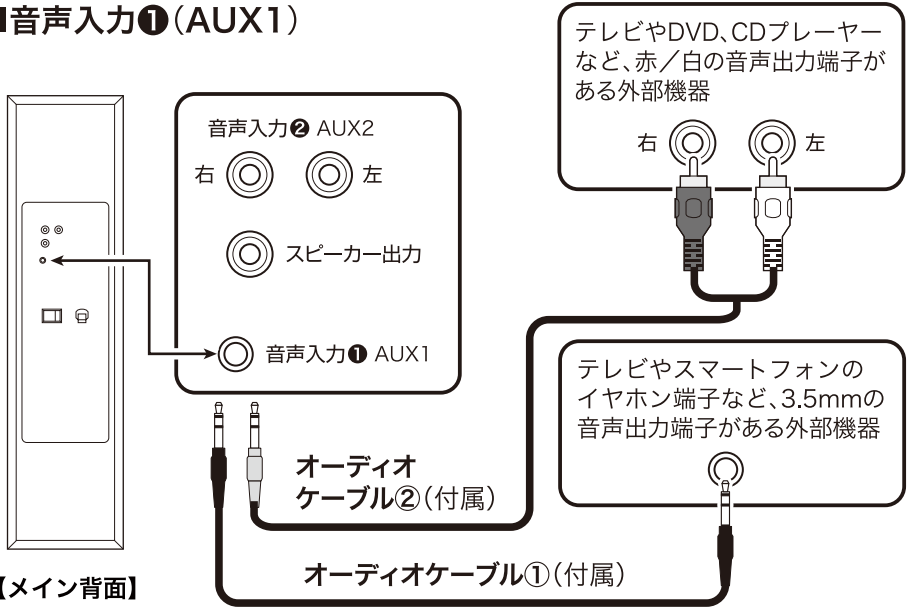 ■音声入力❶(AUX1)
音声入力❷ AUX2
右
左
スピーカー出力
音声入力❶ AUX1
テレビやDVD、CDプレーヤー
など、赤／白の音声出力端子が
ある外部機器
右
左
テレビやスマートフォンの
イヤホン端子など、3.5mmの
音声出力端子がある外部機器
オーディオ
ケーブル②(付属)
オーディオケーブル①(付属)
【メイン背面】